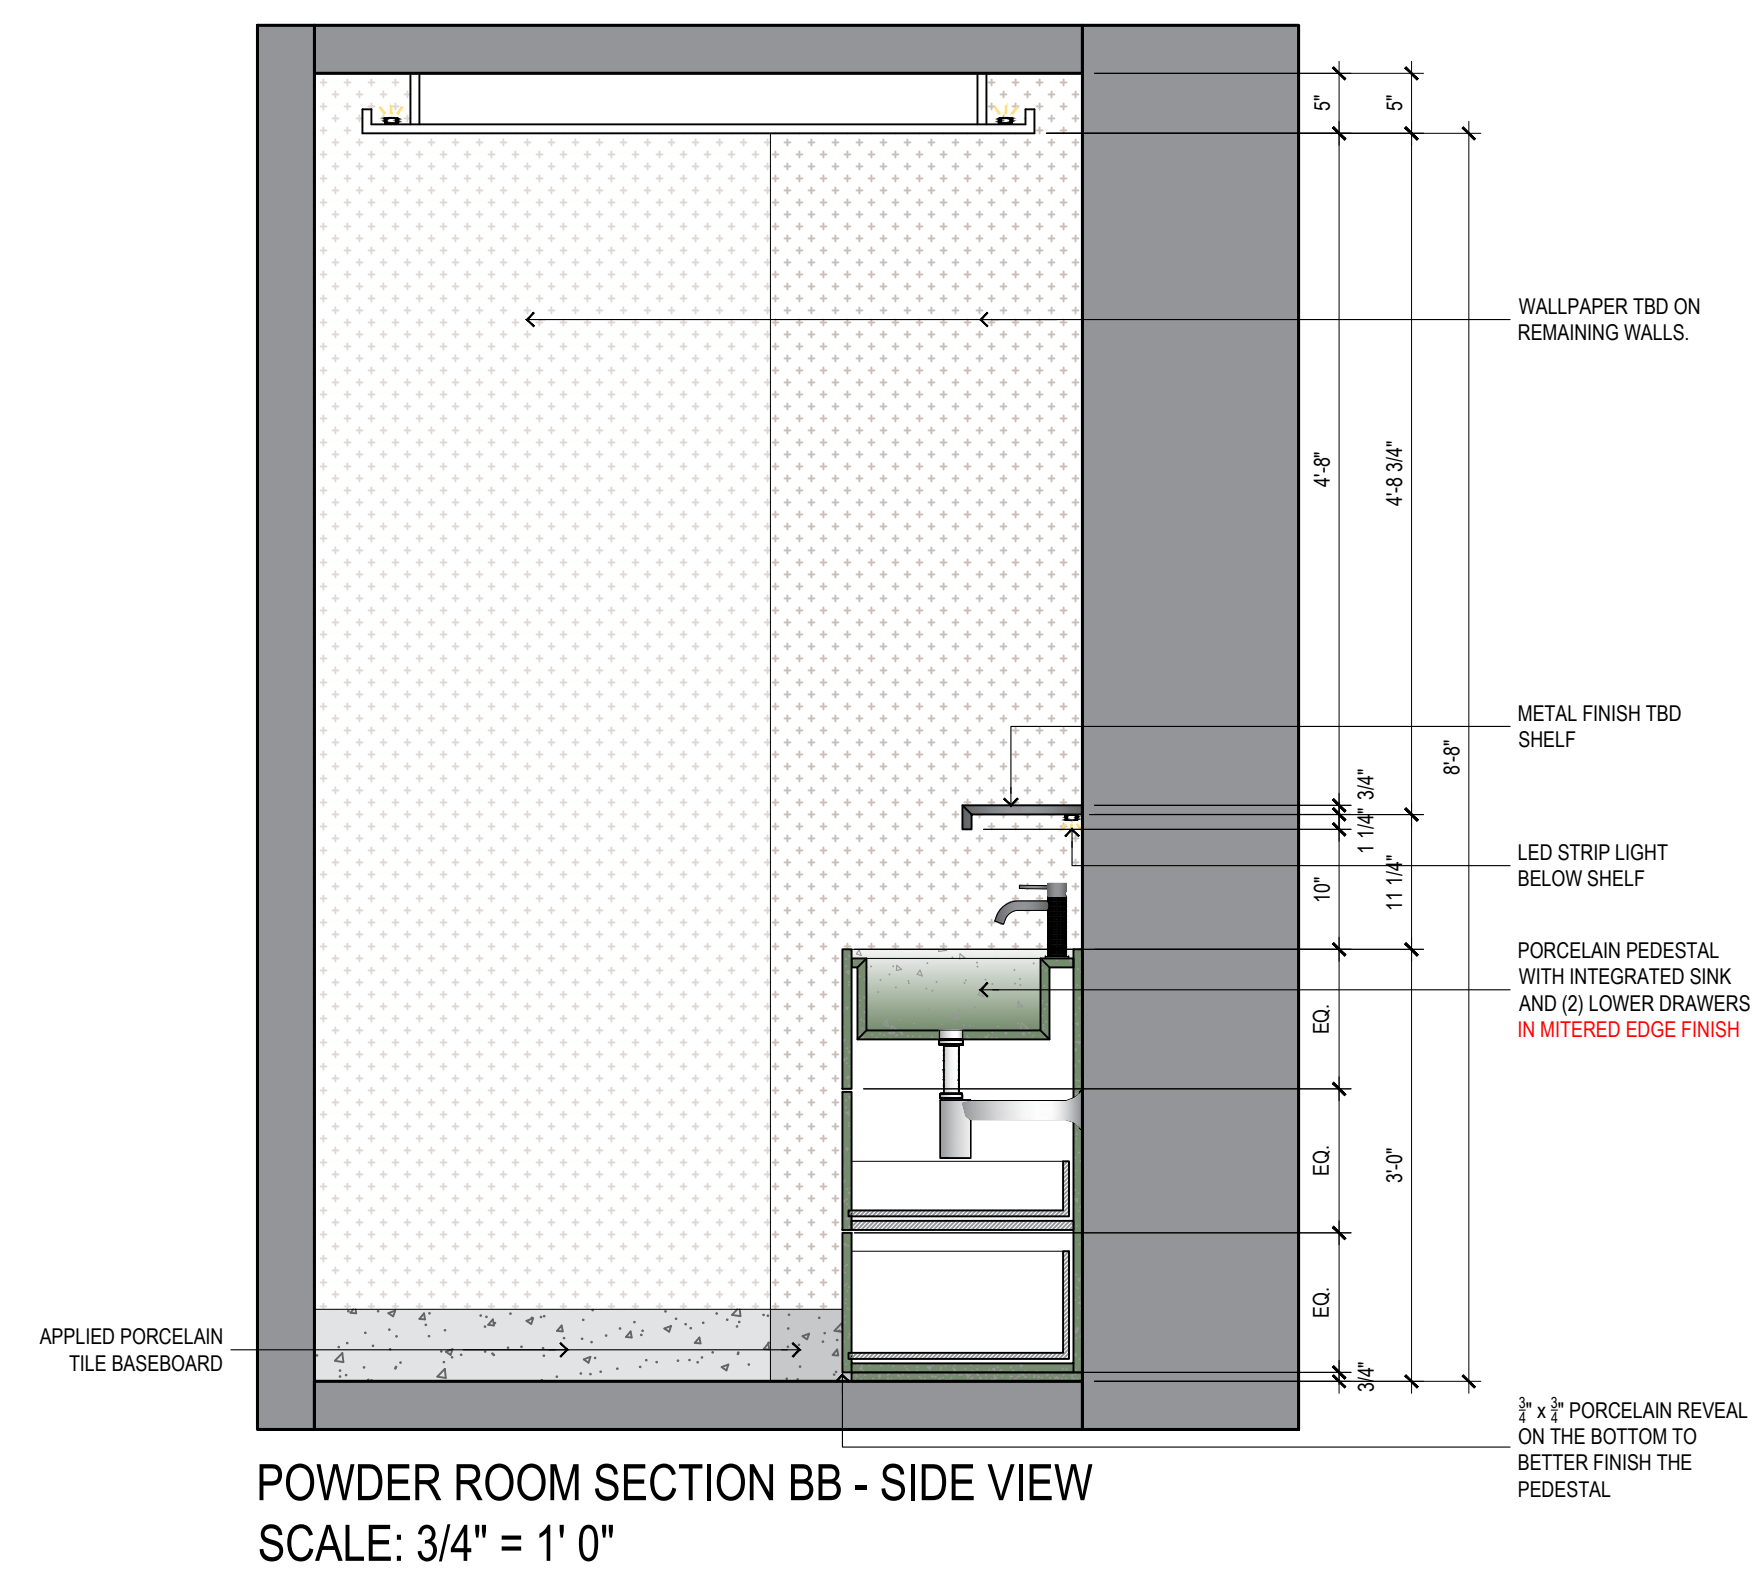 5"
5"
WALLPAPER TBD ON
REMAINING WALLS.
4'-8"
4'-8 3/4"
METAL FINISH TBD
SHELF
8'-8"
3/4"
1 1/4"
LED STRIP LIGHT
BELOW SHELF
10"
11 1/4"
PORCELAIN PEDESTAL
WITH INTEGRATED SINK
AND (2) LOWER DRAWERS
IN MITERED EDGE FINISH
EQ.
EQ.
3'-0"
EQ.
APPLIED PORCELAIN
TILE BASEBOARD
3/4"
3/4" x 3/4" PORCELAIN REVEAL
ON THE BOTTOM TO
BETTER FINISH THE
PEDESTAL
POWDER ROOM SECTION BB - SIDE VIEW
SCALE: 3/4" = 1' 0"